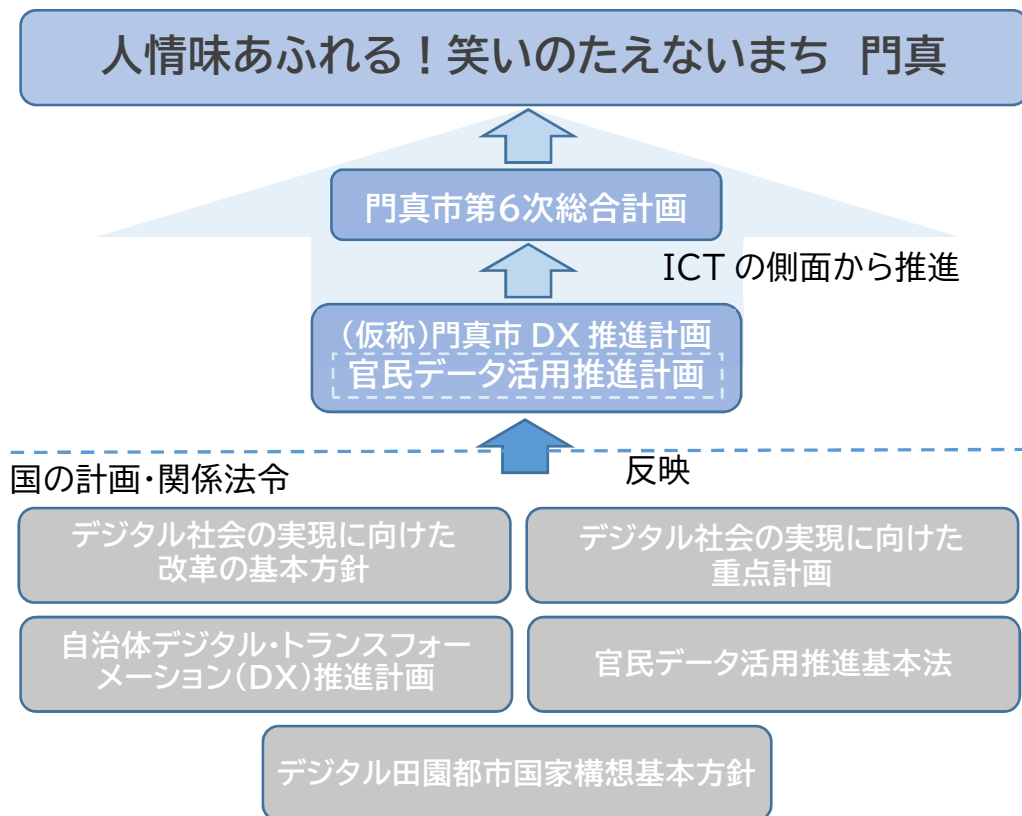 人情味あふれる！笑いのたえないまち　門真
門真市第6次総合計画
ICTの側面から推進
（仮称）門真市DX推進計画
官民データ活用推進計画
国の計画・関係法令
反映
デジタル社会の実現に向けた
改革の基本方針
デジタル社会の実現に向けた
重点計画
自治体デジタル・トランスフォー
メーション（DX）推進計画
官民データ活用推進基本法
デジタル田園都市国家構想基本方針